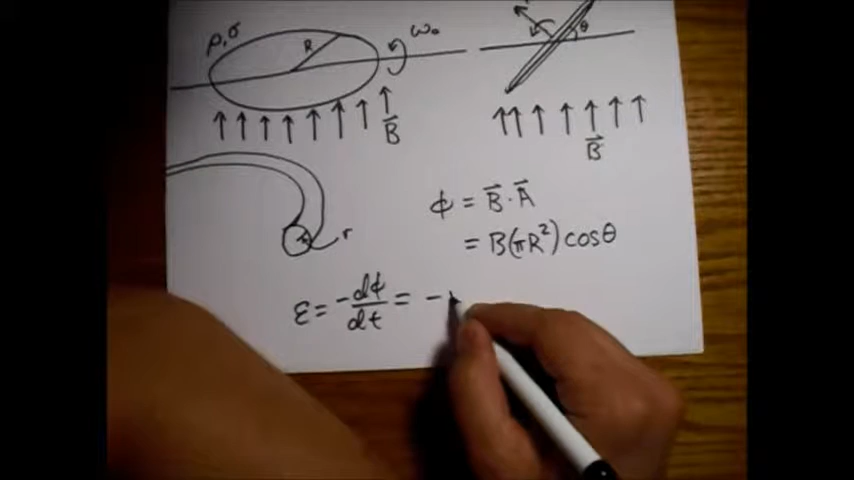 ρ, σ
R
ω₀
θ
B⃗
B⃗
r
ϕ = B⃗ · A⃗
= B(πR²) cosθ
ε = -dϕ/dt = -